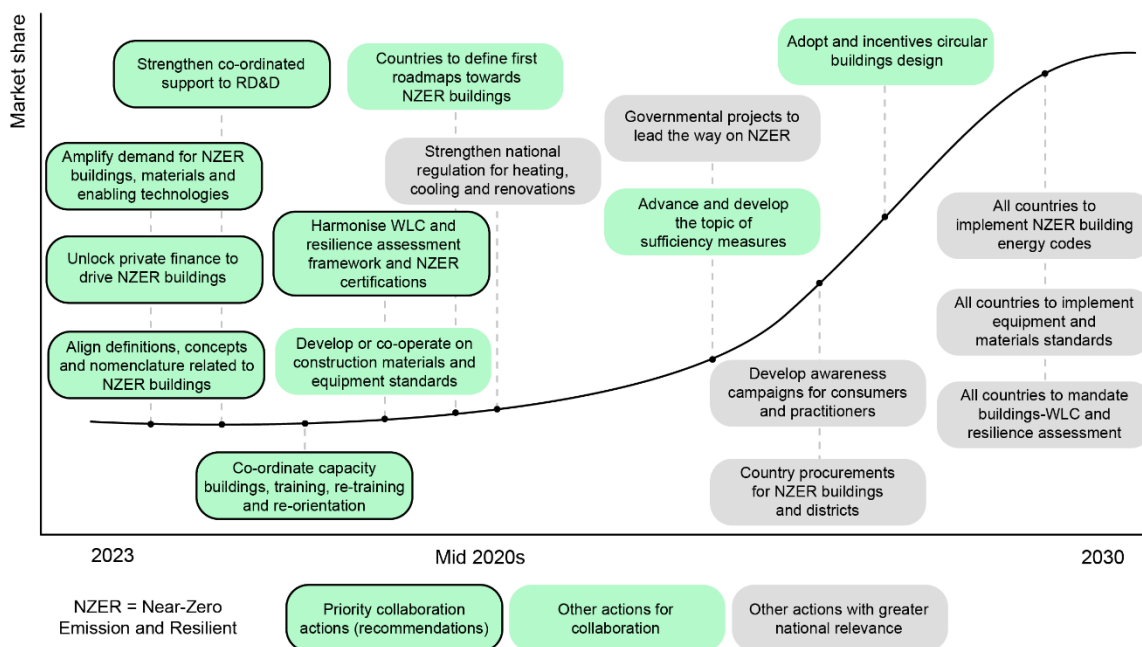 Market share
Strengthen co-ordinated
support to RD&D
Countries to define first
roadmaps towards
NZER buildings
Adopt and incentives circular
buildings design
Governmental projects to
lead the way on NZER
Amplify demand for NZER
buildings, materials and
enabling technologies
Strengthen national
regulation for heating,
cooling and renovations
Advance and develop
the topic of
sufficiency measures
All countries to
implement NZER building
energy codes
Unlock private finance to
drive NZER buildings
Harmonise WLC and
resilience assessment
framework and NZER
certifications
All countries to implement
equipment and
materials standards
Align definitions, concepts
and nomenclature related to
NZER buildings
Develop or co-operate on
construction materials and
equipment standards
Develop awareness
campaigns for consumers
and practitioners
All countries to mandate
buildings-WLC and
resilience assessment
Co-ordinate capacity
buildings, training, re-training
and re-orientation
Country procurements
for NZER buildings
and districts
2023
Mid 2020s
2030
NZER = Near-Zero
Emission and Resilient
Priority collaboration
actions (recommendations)
Other actions for
collaboration
Other actions with greater
national relevance